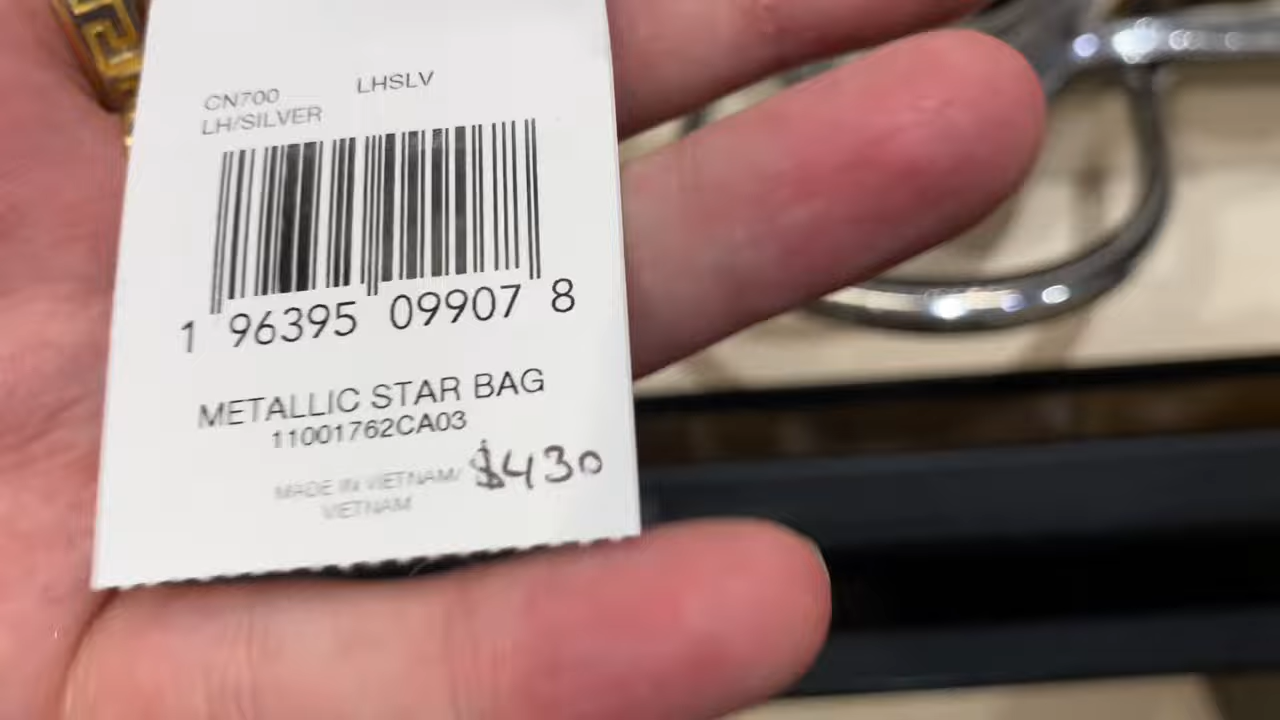 CN700 LHSLV
LH/SILVER
1 96395 09907 8
METALLIC STAR BAG
11001762CA03
MADE IN VIETNAM/ $430
VIETNAM